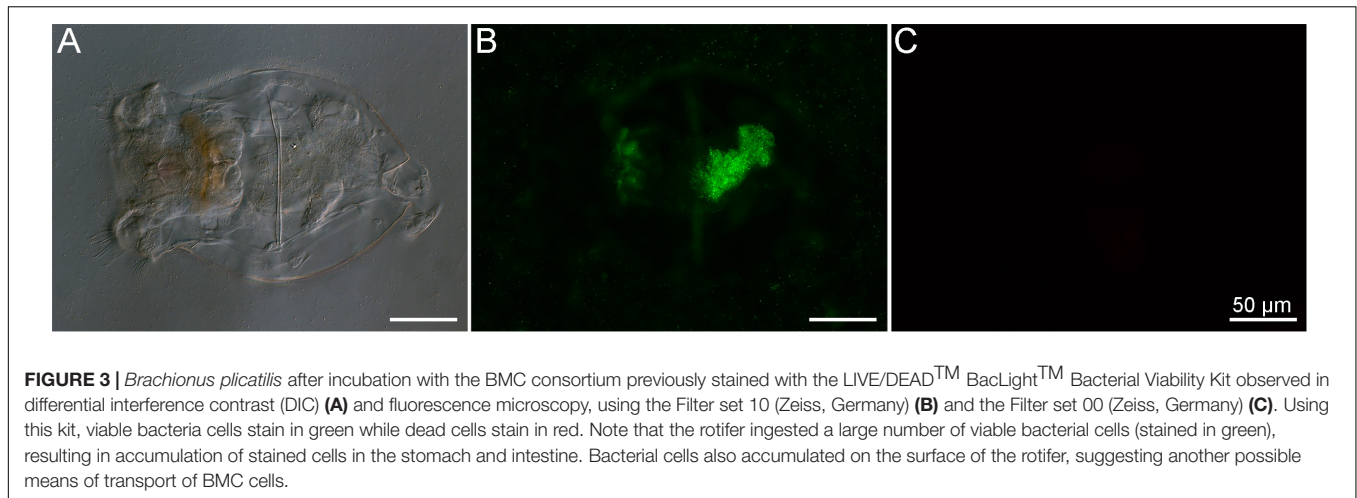 A
B
C
50 µm
FIGURE 3 | Brachionus plicatilis after incubation with the BMC consortium previously stained with the LIVE/DEAD™ BacLight™ Bacterial Viability Kit observed in
differential interference contrast (DIC) (A) and fluorescence microscopy, using the Filter set 10 (Zeiss, Germany) (B) and the Filter set 00 (Zeiss, Germany) (C). Using
this kit, viable bacteria cells stain in green while dead cells stain in red. Note that the rotifer ingested a large number of viable bacterial cells (stained in green),
resulting in accumulation of stained cells in the stomach and intestine. Bacterial cells also accumulated on the surface of the rotifer, suggesting another possible
means of transport of BMC cells.